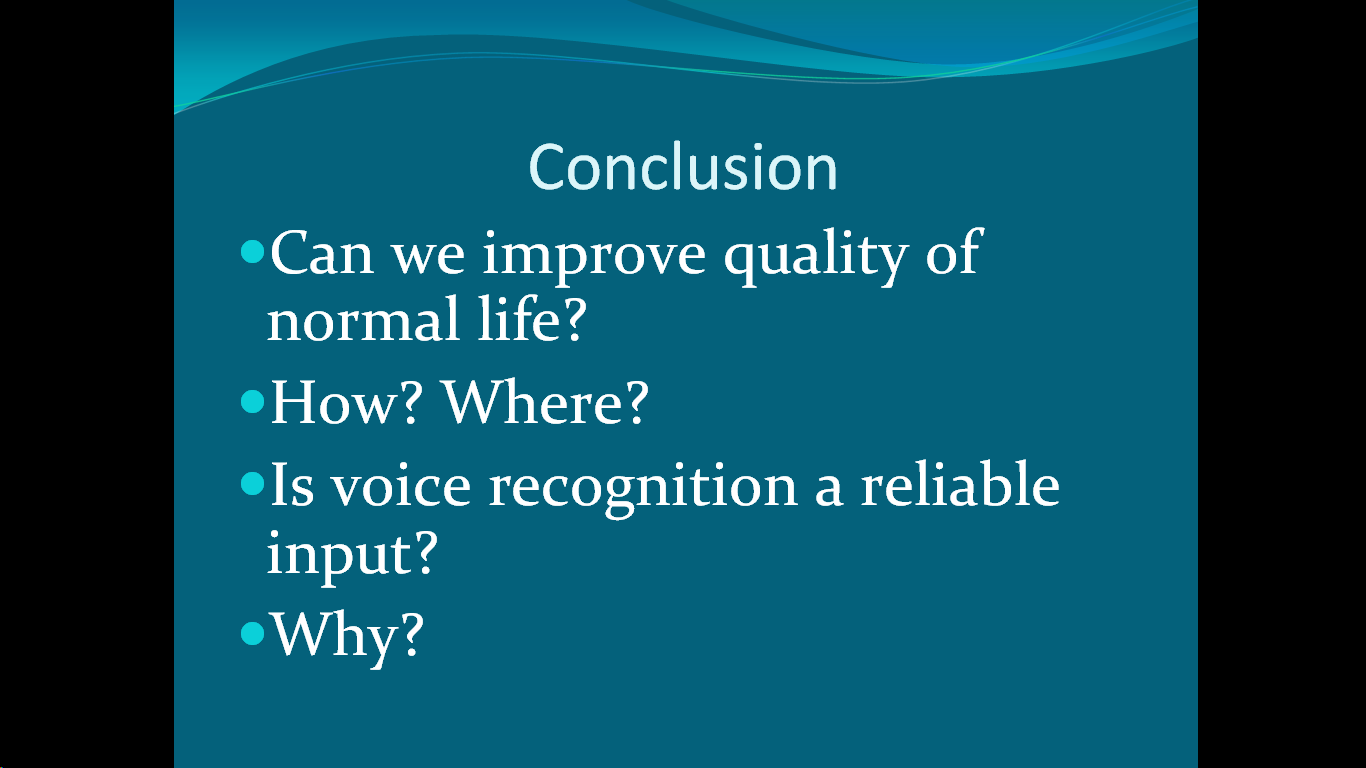 Conclusion
•Can we improve quality of
normal life?
•How? Where?
•Is voice recognition a reliable
input?
•Why?